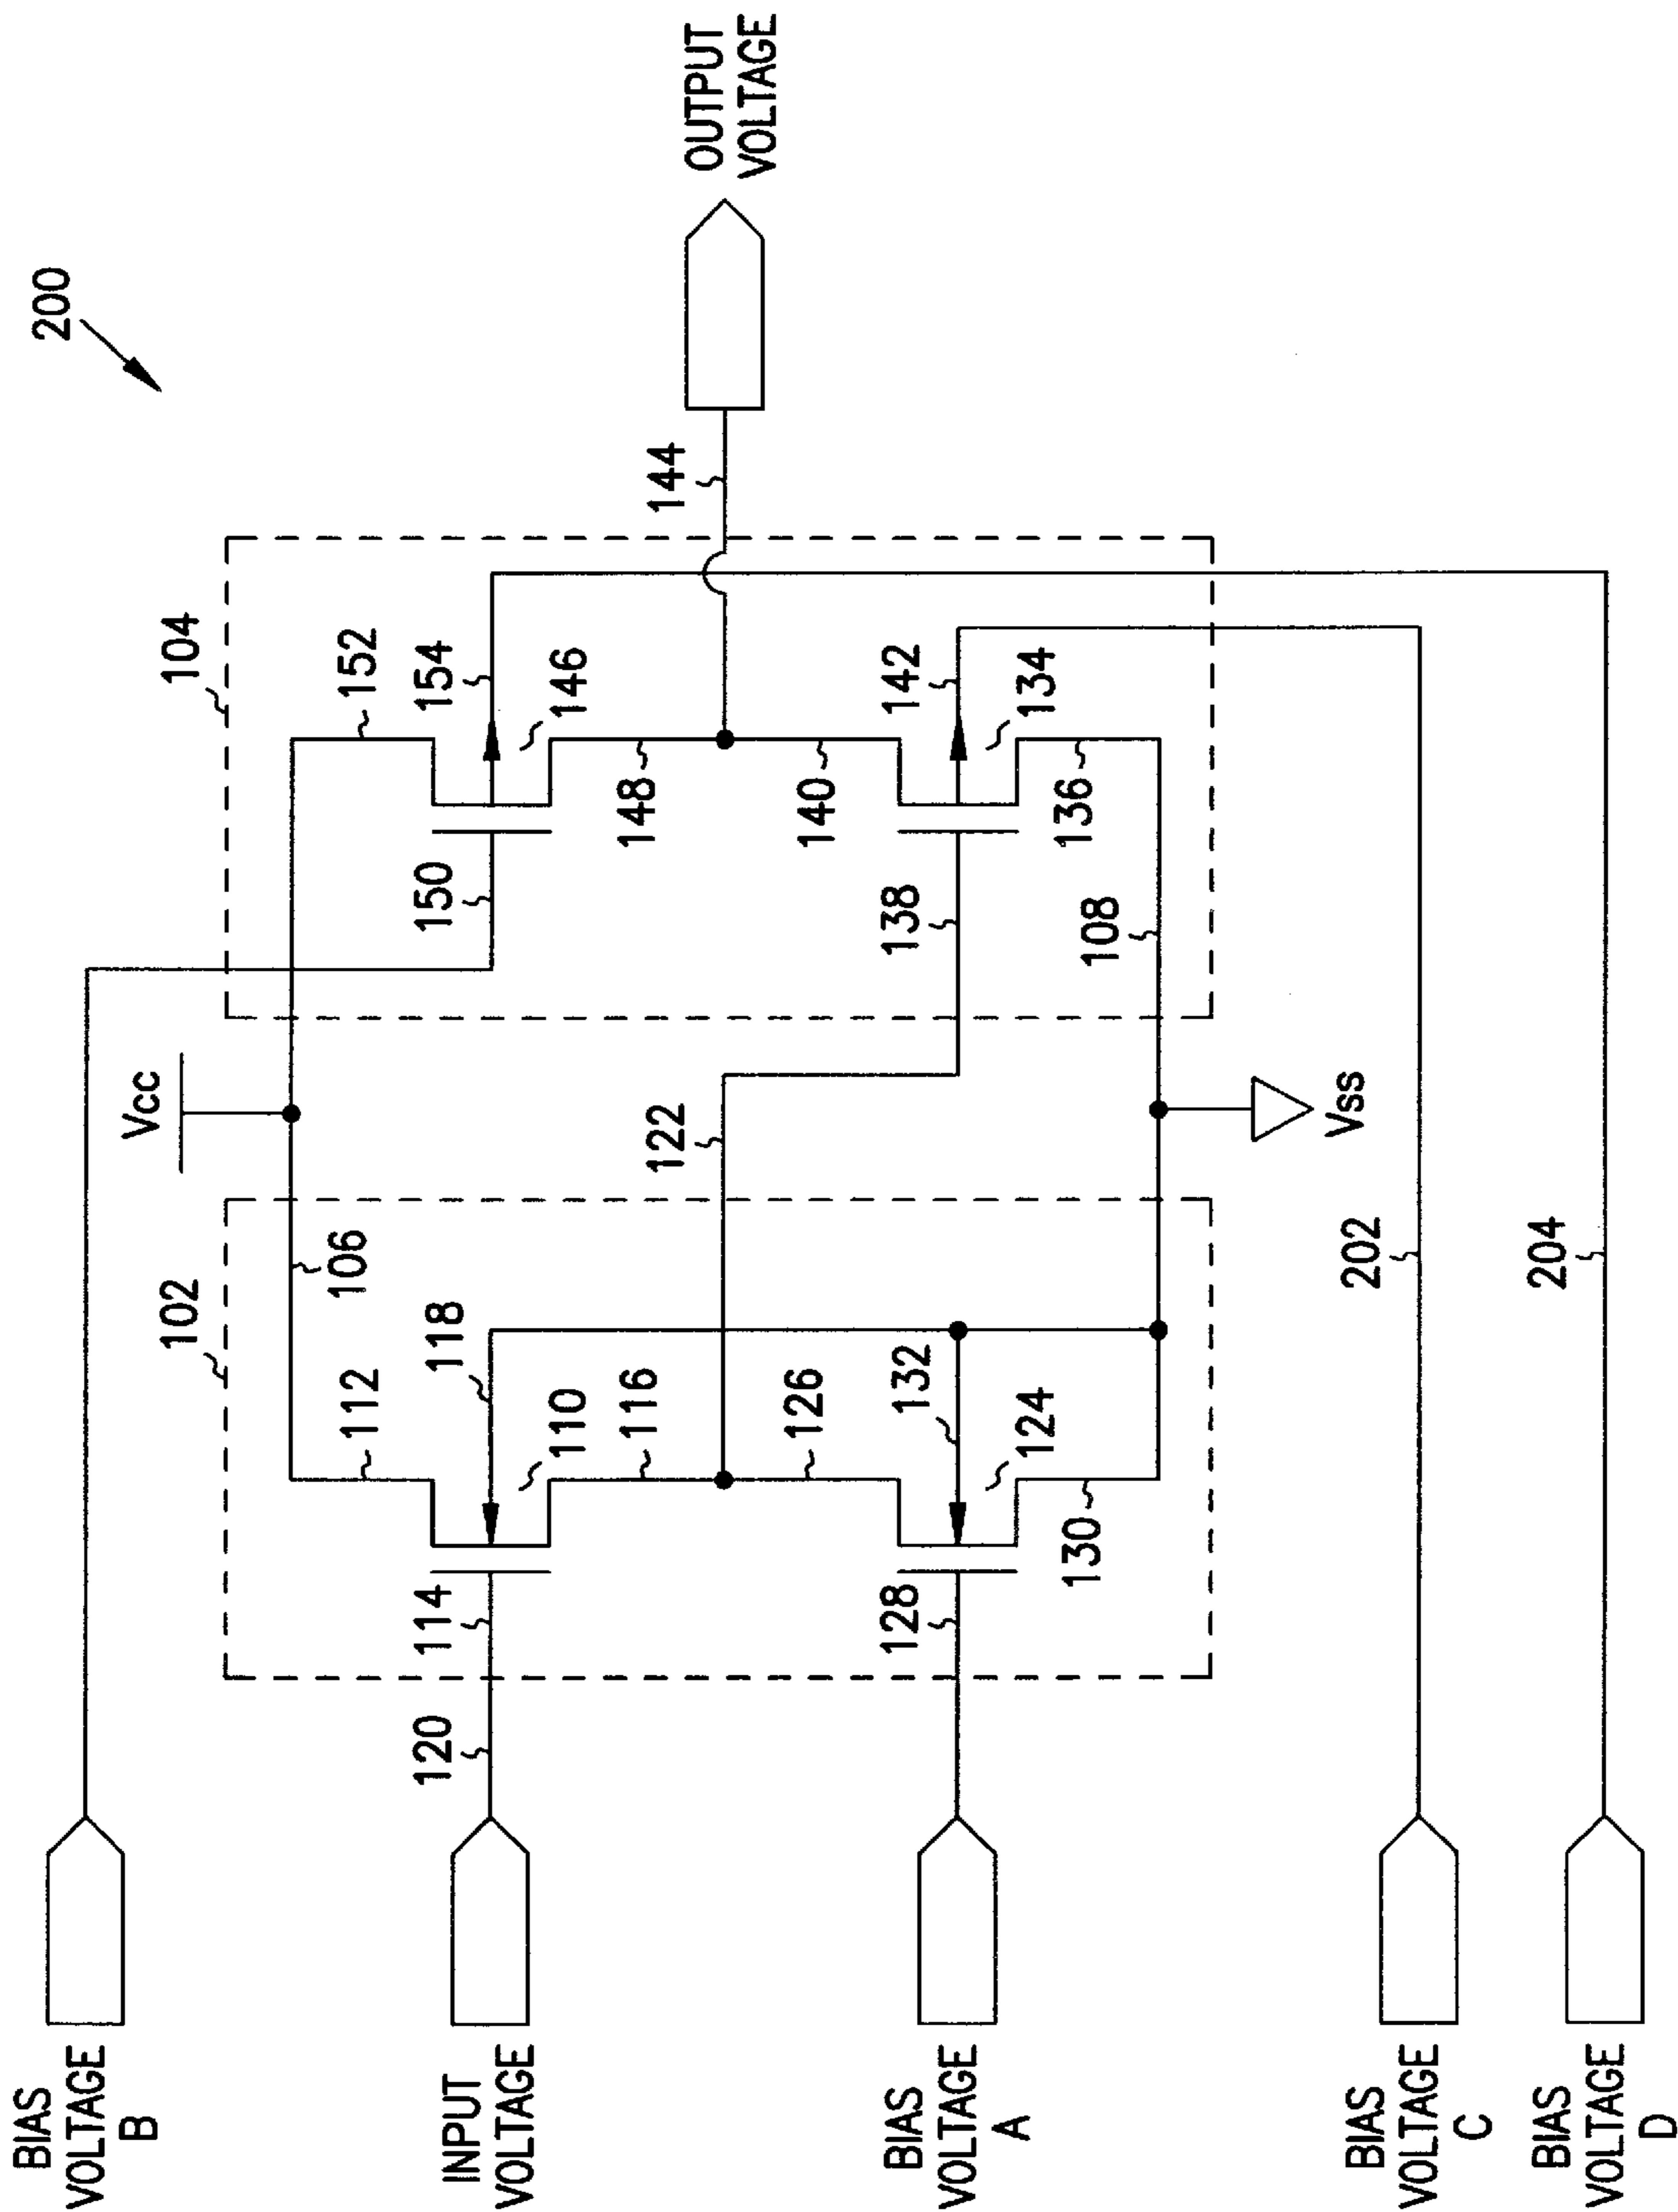 200
104
152
154
146
148
150
144
OUTPUT
VOLTAGE
142
134
140
136
138
108
Vcc
122
Vss
102
106
112
118
110
116
114
120
126
132
124
130
128
202
204
BIAS
VOLTAGE
B
INPUT
VOLTAGE
BIAS
VOLTAGE
A
BIAS
VOLTAGE
C
BIAS
VOLTAGE
D